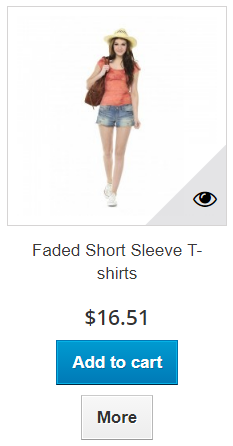 Faded Short Sleeve T-
shirts
$16.51
Add to cart
More